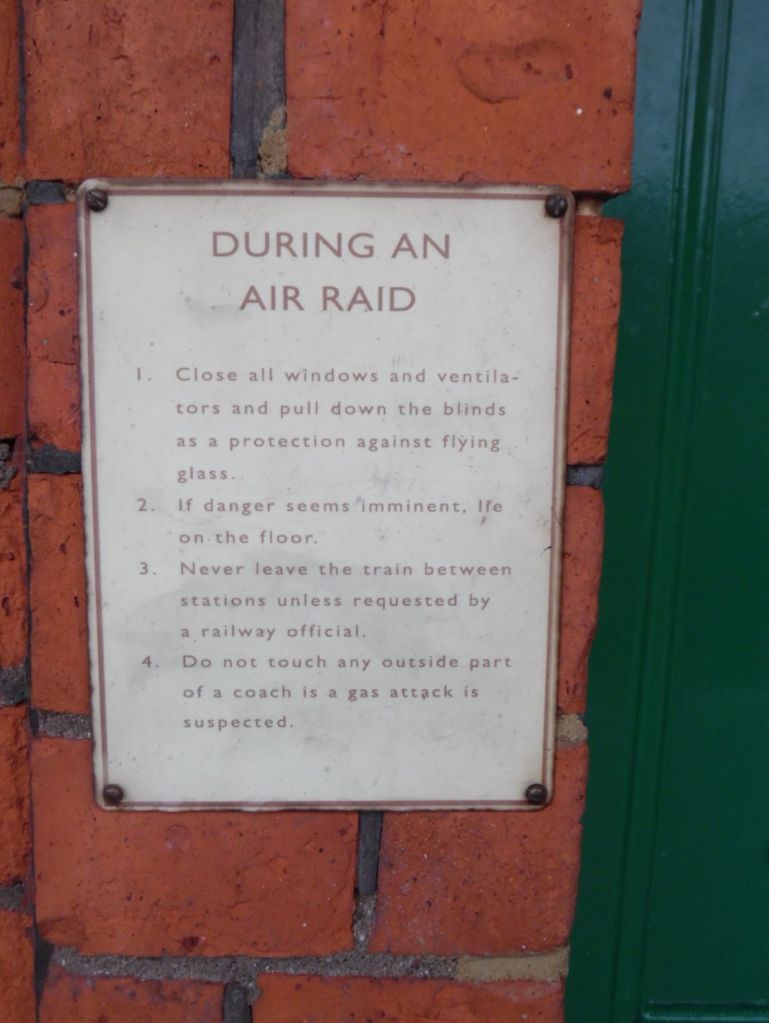 DURING AN
AIR RAID
1. Close all windows and ventila-
tors and pull down the blinds
as a protection against flying
glass.
2. If danger seems imminent, lie
on the floor.
3. Never leave the train between
stations unless requested by
a railway official.
4. Do not touch any outside part
of a coach is a gas attack is
suspected.